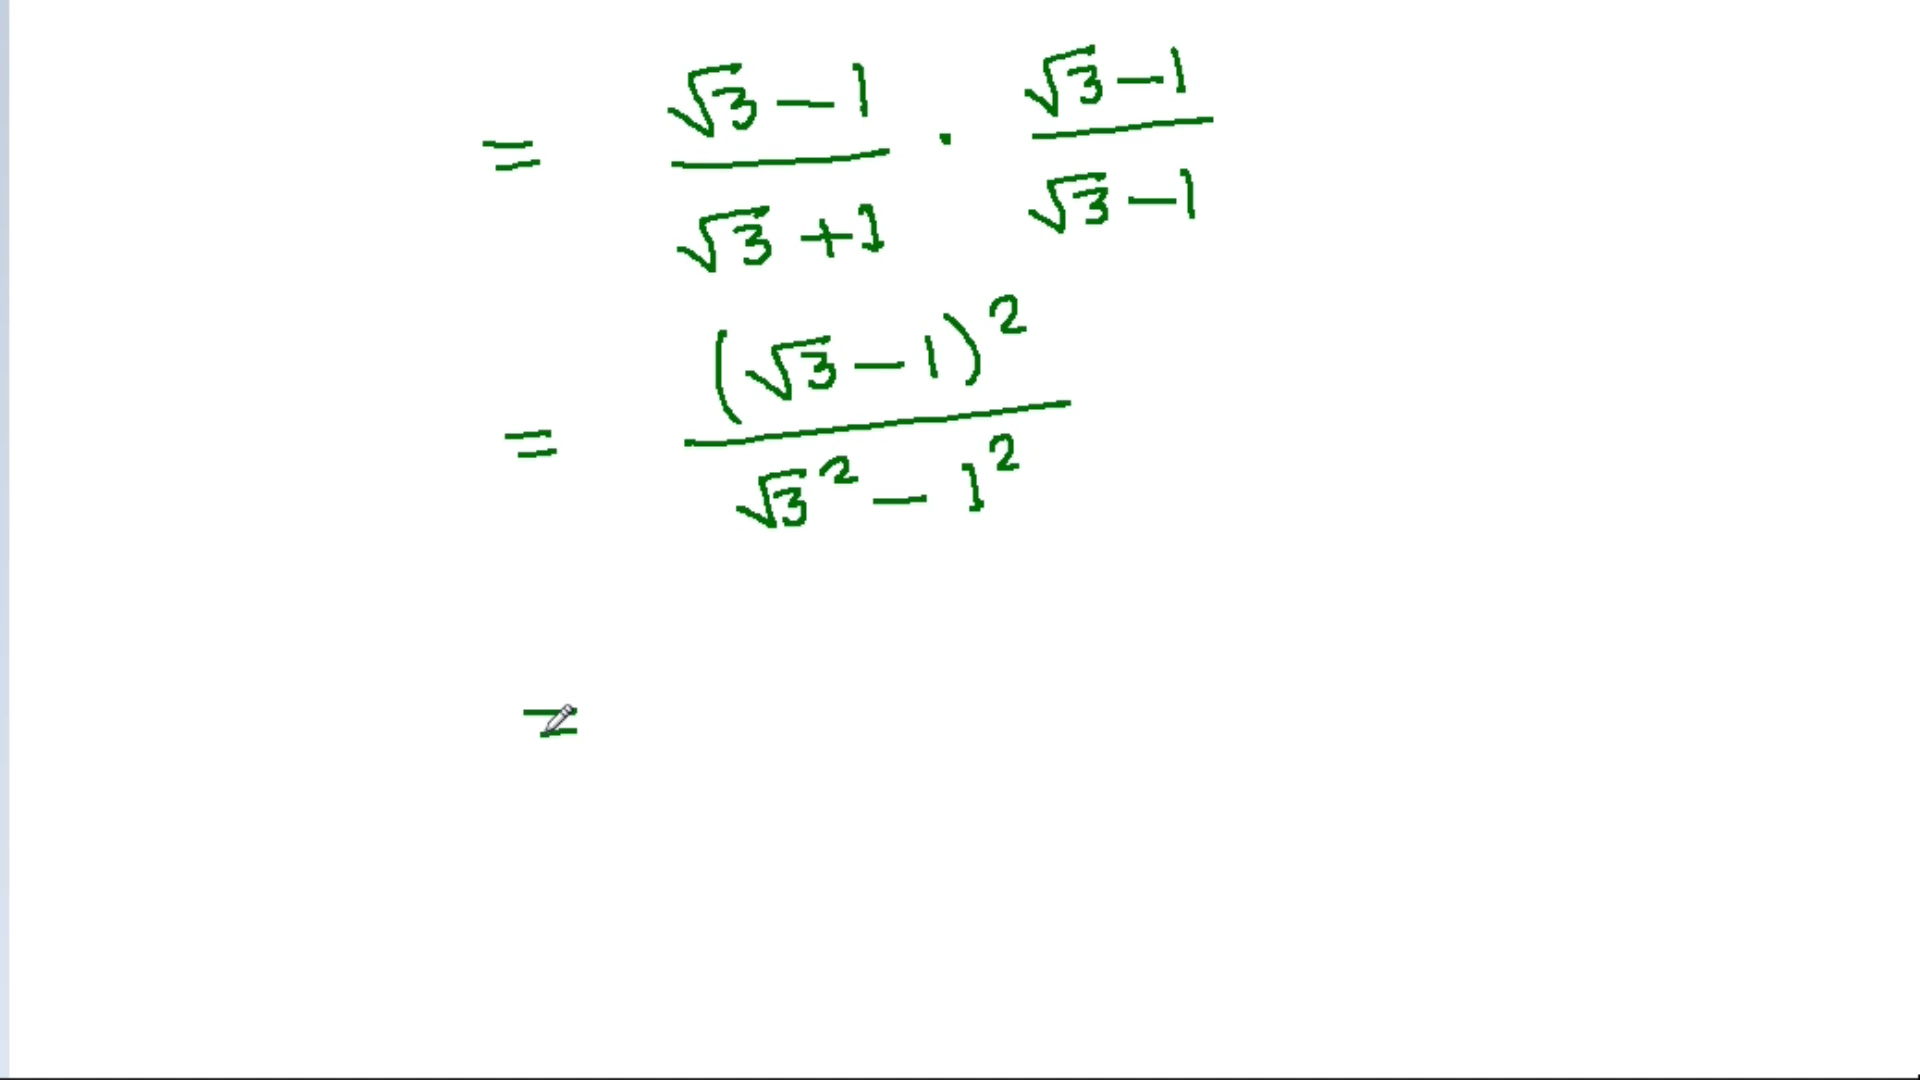 = √3 − 1 / √3 + 1 · √3 − 1 / √3 − 1
= (√3 − 1)² / √3² − 1²
=